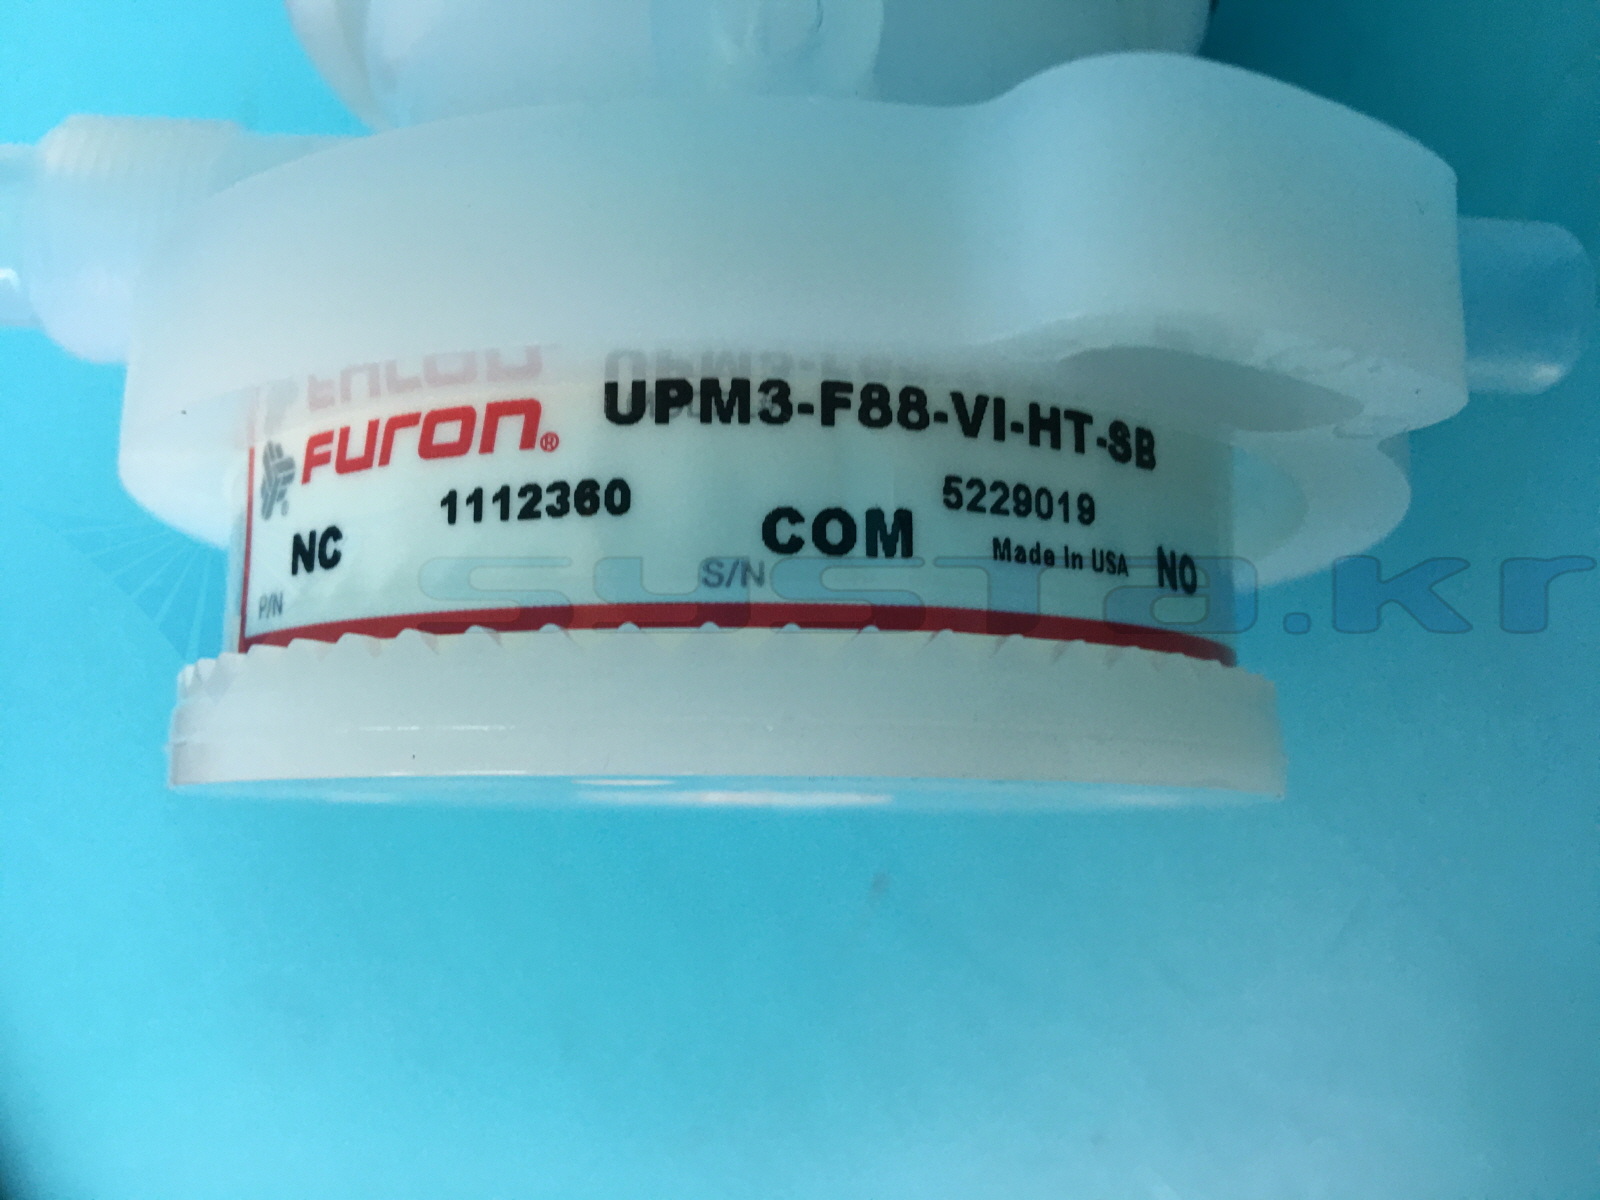 FURON®
UPM3-F88-VI-HT-SB
1112360
5229019
NC
COM
Made In USA
NO
P/N
S/N
systa.kr